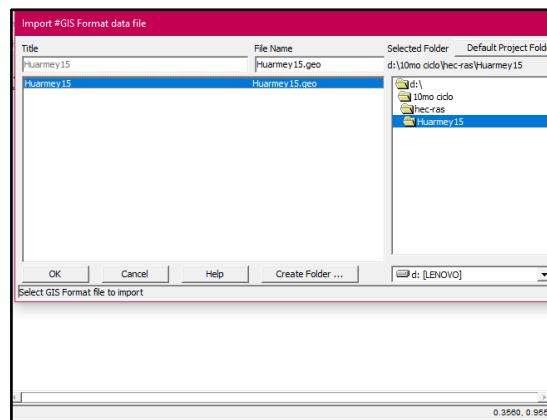 Import #GIS Format data file
Title
File Name
Selected Folder
Default Project Fold
Huarmey15
Huarmey15.geo
d:\10mo ciclo\hec-ras\Huarmey15
Huarmey15
Huarmey15.geo
d:\
10mo ciclo
hec-ras
Huarmey15
OK
Cancel
Help
Create Folder ...
d: [LENOVO]
Select GIS Format file to import
0.3560, 0.955